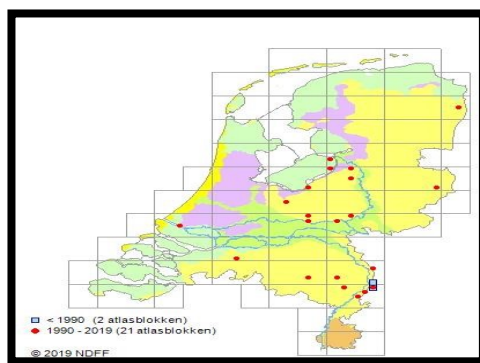 < 1990 (2 atlasblokken)
1990 - 2019 (21 atlasblokken)
© 2019 NDFF